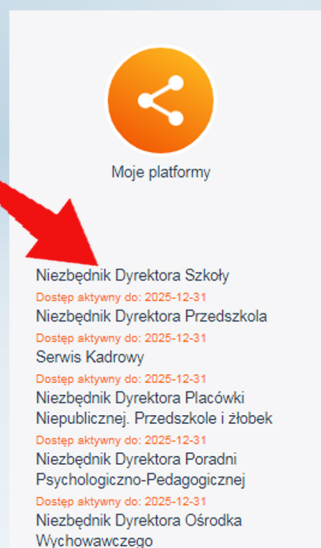 Moje platformy
Niezbędnik Dyrektora Szkoły
Dostęp aktywny do: 2025-12-31
Niezbędnik Dyrektora Przedszkola
Dostęp aktywny do: 2025-12-31
Serwis Kadrowy
Dostęp aktywny do: 2025-12-31
Niezbędnik Dyrektora Placówki
Niepublicznej. Przedszkole i żłobek
Dostęp aktywny do: 2025-12-31
Niezbędnik Dyrektora Poradni
Psychologiczno-Pedagogicznej
Dostęp aktywny do: 2025-12-31
Niezbędnik Dyrektora Ośrodka
Wychowawczego